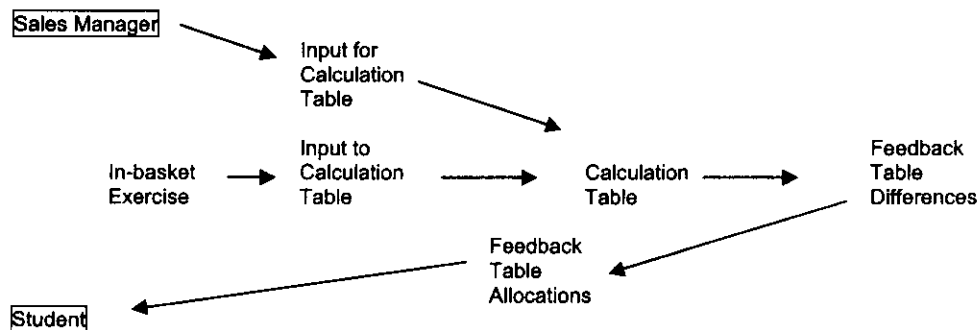 Sales Manager
Input for
Calculation
Table
In-basket
Exercise
Input to
Calculation
Table
Calculation
Table
Feedback
Table
Differences
Feedback
Table
Allocations
Student